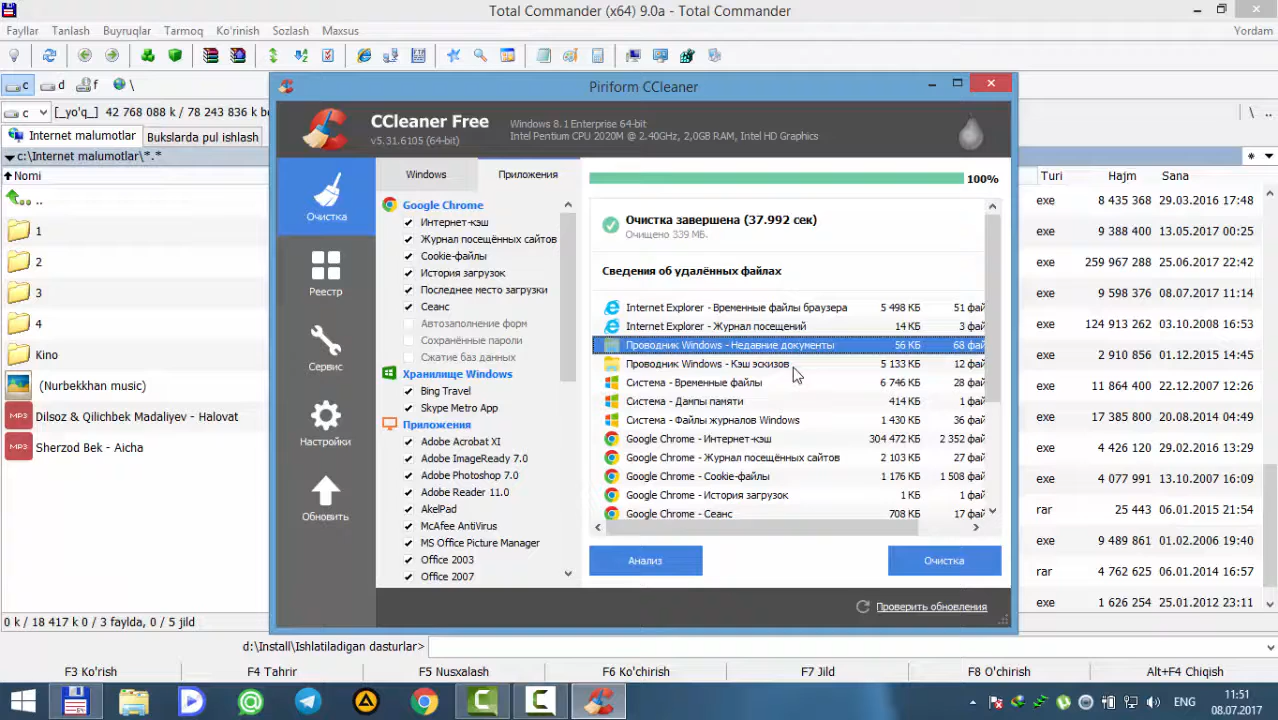 Total Commander (x64) 9.0a - Total Commander
Fayllar Tanlash Buyruqlar Tarmoq Ko'rinish Sozlash Maxsus Yordam
c d f \
c [_yo'q_] 42 768 088 k / 78 243 836 k b \ ..
Internet malumotlar Bukslarda pul ishlash
c:\Internet malumotlar\*.*
Nomi
..
1
2
3
4
Kino
(Nurbekkhan music)
MP3 Dilsoz & Qilichbek Madaliyev - Halovat
MP3 Sherzod Bek - Aicha
0 k / 18 417 k 0 / 3 faylda, 0 / 5 jild
Piriform CCleaner
CCleaner Free
v5.31.6105 (64-bit)
Windows 8.1 Enterprise 64-bit
Intel Pentium CPU 2020M @ 2.40GHz, 2,0GB RAM, Intel HD Graphics
Очистка
Реестр
Сервис
Настройки
Обновить
Windows Приложения
Google Chrome
Интернет-кэш
Журнал посещённых сайтов
Cookie-файлы
История загрузок
Последнее место загрузки
Сеанс
Автозаполнение форм
Сохранённые пароли
Сжатие баз данных
Хранилище Windows
Bing Travel
Skype Metro App
Приложения
Adobe Acrobat XI
Adobe ImageReady 7.0
Adobe Photoshop 7.0
Adobe Reader 11.0
AkelPad
McAfee AntiVirus
MS Office Picture Manager
Office 2003
Office 2007
100%
Очистка завершена (37.992 сек)
Очищено 339 МБ.
Сведения об удалённых файлах
Internet Explorer - Временные файлы браузера 5 498 КБ 51 фай
Internet Explorer - Журнал посещений 14 КБ 3 фай
Проводник Windows - Недавние документы 56 КБ 68 фай
Проводник Windows - Кэш эскизов 5 133 КБ 12 фай
Система - Временные файлы 6 746 КБ 28 фай
Система - Дампы памяти 414 КБ 1 фай
Система - Файлы журналов Windows 1 430 КБ 36 фай
Google Chrome - Интернет-кэш 304 472 КБ 2 352 фай
Google Chrome - Журнал посещённых сайтов 2 103 КБ 27 фай
Google Chrome - Cookie-файлы 1 176 КБ 1 508 фай
Google Chrome - История загрузок 1 КБ 1 фай
Google Chrome - Сеанс 708 КБ 17 фай
Анализ Очистка
Проверить обновления
Turi Hajm Sana
exe 8 435 368 29.03.2016 17:48
exe 9 388 400 13.05.2017 00:25
exe 259 967 288 25.06.2017 22:42
exe 9 598 376 08.07.2017 11:14
exe 124 913 262 03.10.2008 16:53
exe 2 910 856 01.12.2015 14:45
exe 11 864 410 22.12.2007 12:26
exe 17 385 800 20.08.2014 04:49
exe 4 426 120 29.03.2016 17:49
exe 4 077 991 13.10.2007 16:09
rar 25 443 06.01.2015 21:54
exe 9 489 861 01.02.2006 19:40
rar 4 762 625 06.01.2014 16:57
exe 1 626 254 25.01.2012 23:11
d:\Install\Ishlatiladigan dasturlar>
F3 Ko'rish F4 Tahrir F5 Nusxalash F6 Ko'chirish F7 Jild F8 O'chirish Alt+F4 Chiqish
ENG
11:51
08.07.2017